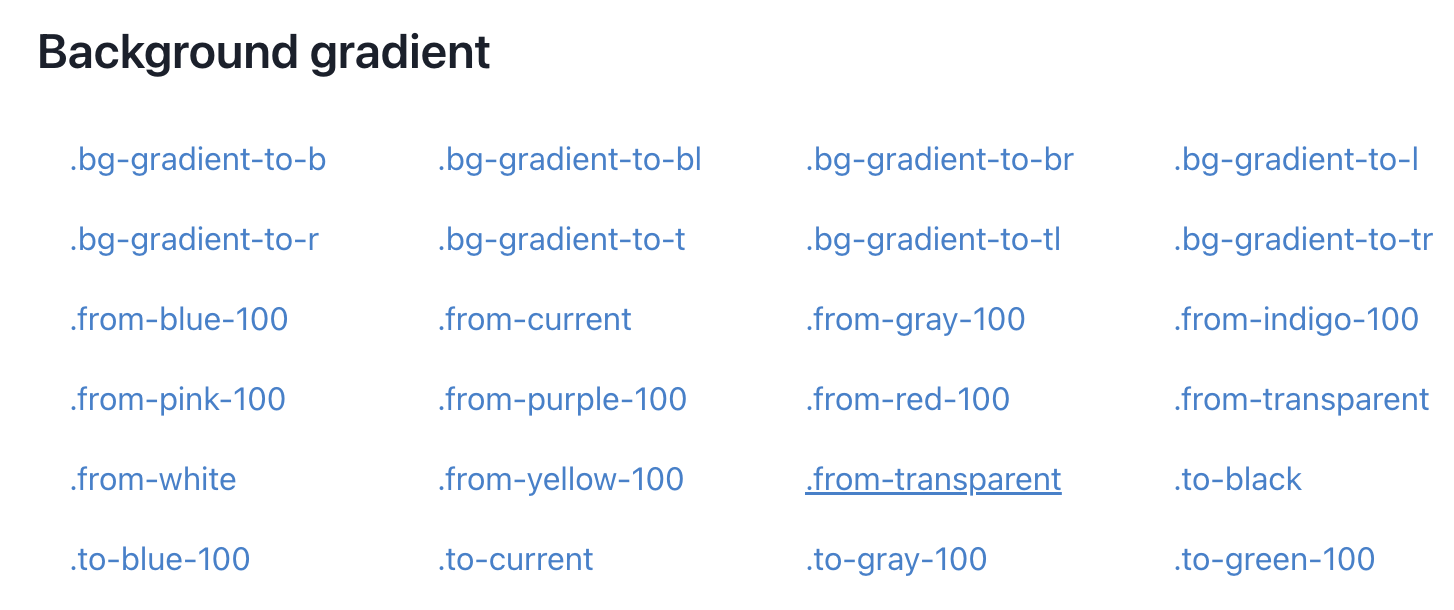 Background gradient
.bg-gradient-to-b .bg-gradient-to-bl .bg-gradient-to-br .bg-gradient-to-l
.bg-gradient-to-r .bg-gradient-to-t .bg-gradient-to-tl .bg-gradient-to-tr
.from-blue-100 .from-current .from-gray-100 .from-indigo-100
.from-pink-100 .from-purple-100 .from-red-100 .from-transparent
.from-white .from-yellow-100 .from-transparent .to-black
.to-blue-100 .to-current .to-gray-100 .to-green-100